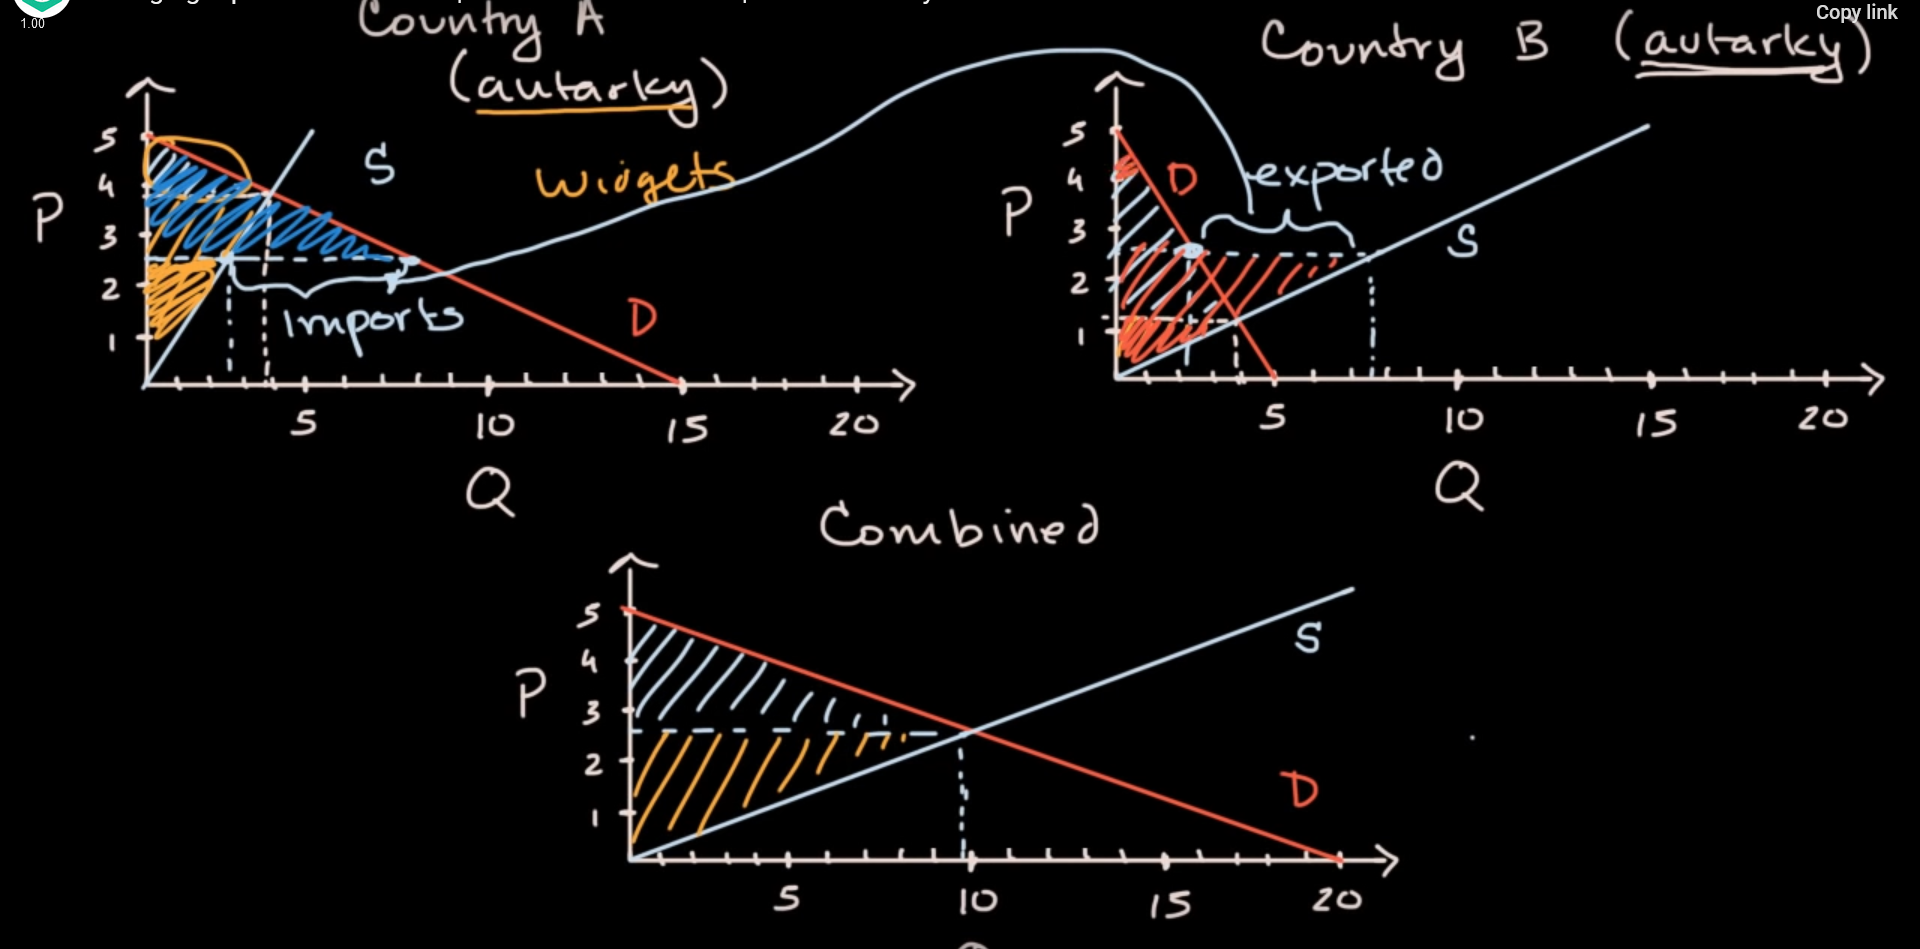 1.00
Copy link
Country A
(autarky)
5
4
3
2
1
P
S
Widgets
Imports
D
5 10 15 20
Q
Country B (autarky)
5
4
3
2
1
P
D
exported
S
5 10 15 20
Q
Combined
5
4
3
2
1
P
S
D
5 10 15 20